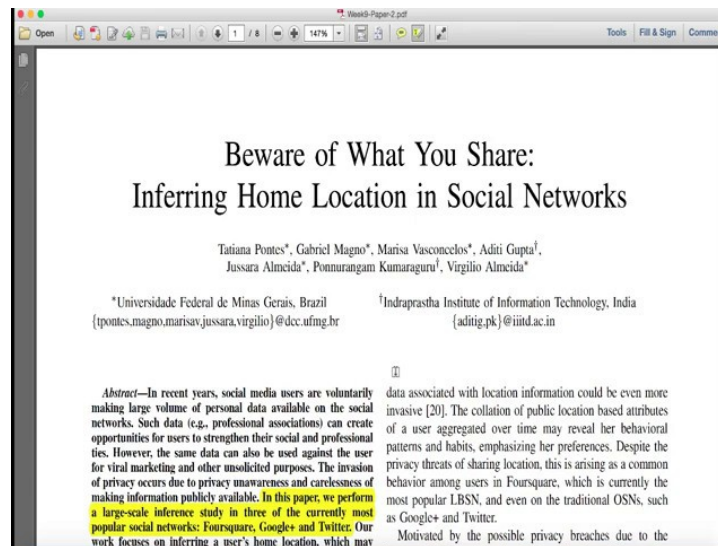 Week9-Paper-2.pdf
Open
1 / 8
147%
Tools
Fill & Sign
Comme
Beware of What You Share:
Inferring Home Location in Social Networks
Tatiana Pontes*, Gabriel Magno*, Marisa Vasconcelos*, Aditi Gupta†,
Jussara Almeida*, Ponnurangam Kumaraguru†, Virgilio Almeida*
*Universidade Federal de Minas Gerais, Brazil
{tpontes,magno,marisav,jussara,virgilio}@dcc.ufmg.br
†Indraprastha Institute of Information Technology, India
{aditig,pk}@iiitd.ac.in
Abstract—In recent years, social media users are voluntarily
making large volume of personal data available on the social
networks. Such data (e.g., professional associations) can create
opportunities for users to strengthen their social and professional
ties. However, the same data can also be used against the user
for viral marketing and other unsolicited purposes. The invasion
of privacy occurs due to privacy unawareness and carelessness of
making information publicly available. In this paper, we perform
a large-scale inference study in three of the currently most
popular social networks: Foursquare, Google+ and Twitter. Our
work focuses on inferring a user's home location, which may
data associated with location information could be even more
invasive [20]. The collation of public location based attributes
of a user aggregated over time may reveal her behavioral
patterns and habits, emphasizing her preferences. Despite the
privacy threats of sharing location, this is arising as a common
behavior among users in Foursquare, which is currently the
most popular LBSN, and even on the traditional OSNs, such
as Google+ and Twitter.
Motivated by the possible privacy breaches due to the